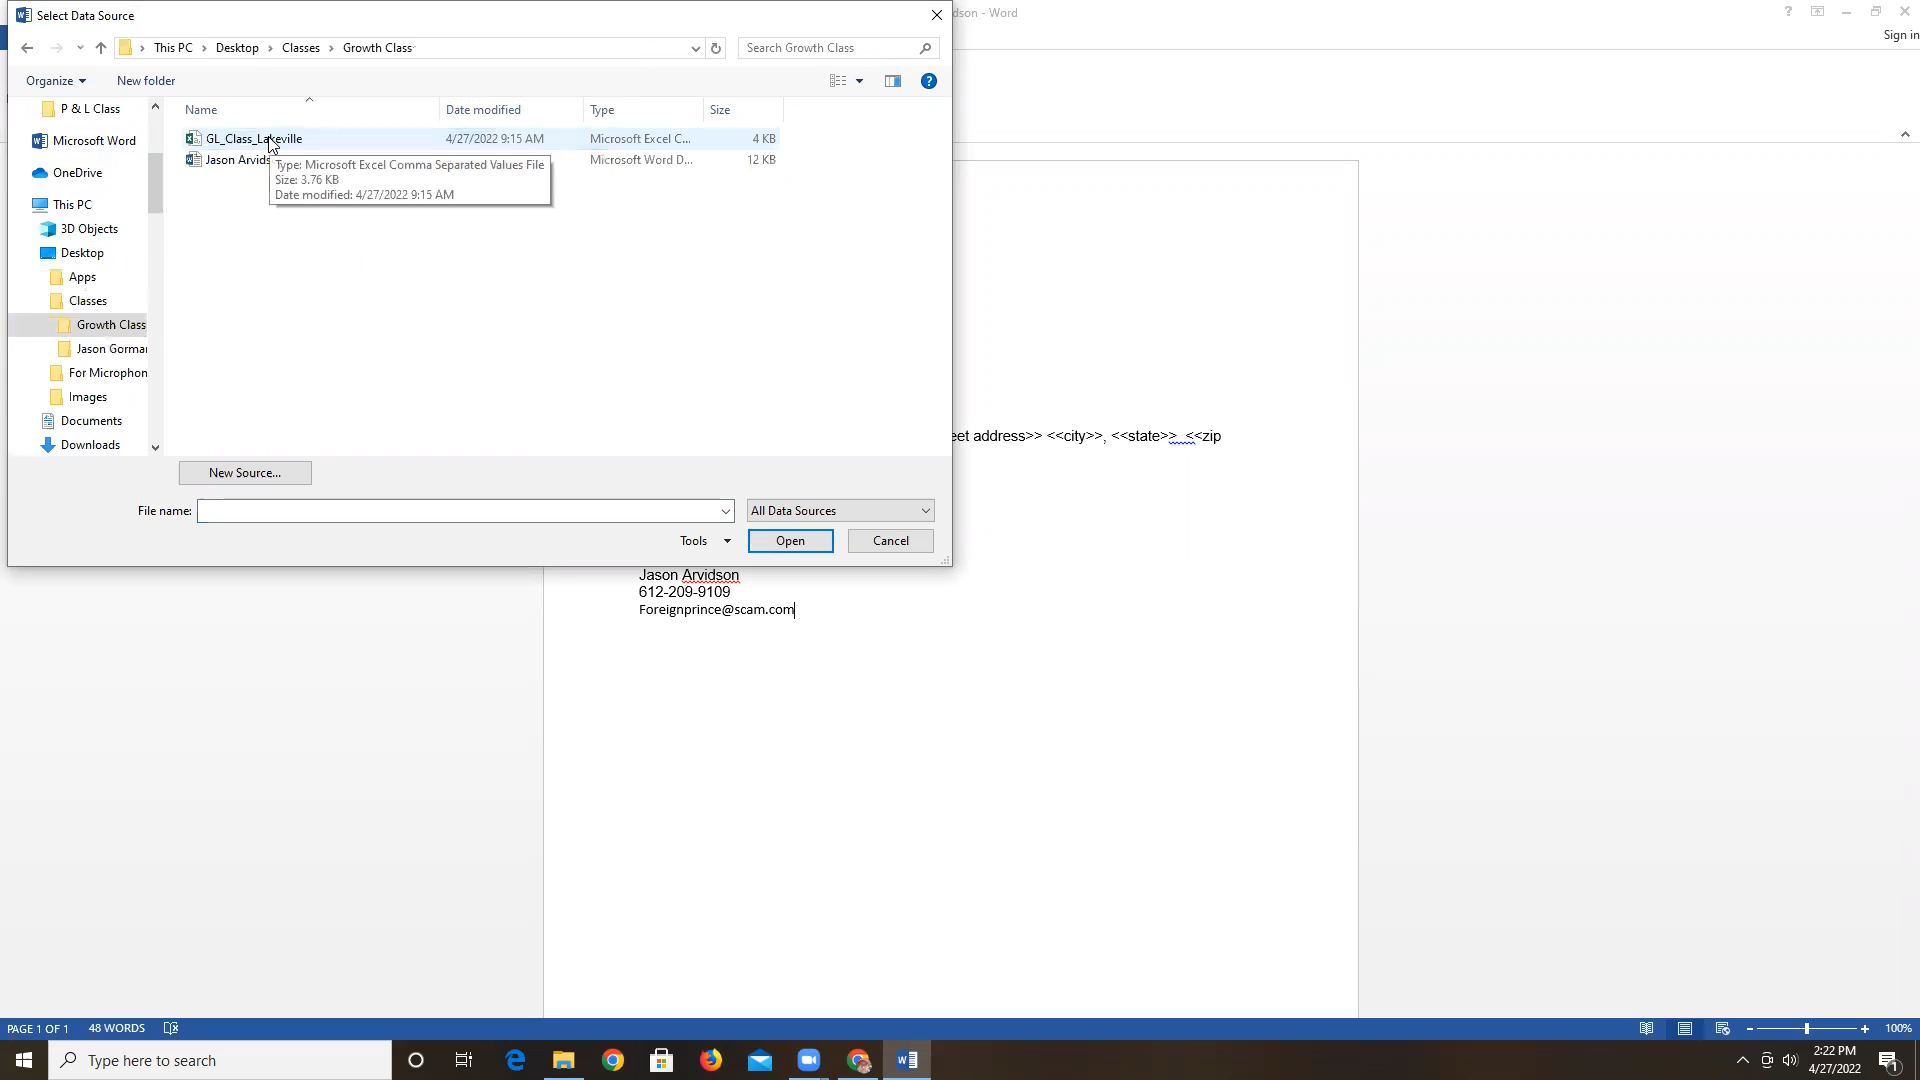 Select Data Source
dson - Word
Sign in
This PC > Desktop > Classes > Growth Class
Search Growth Class
Organize
New folder
Name
Date modified
Type
Size
P & L Class
Microsoft Word
OneDrive
This PC
3D Objects
Desktop
Apps
Classes
Growth Class
Jason Gorman
For Microphon
Images
Documents
Downloads
GL_Class_Lakeville 4/27/2022 9:15 AM Microsoft Excel C... 4 KB
Jason Arvids Microsoft Word D... 12 KB
Type: Microsoft Excel Comma Separated Values File
Size: 3.76 KB
Date modified: 4/27/2022 9:15 AM
New Source...
File name:
All Data Sources
Tools
Open
Cancel
eet address>> <<city>>, <<state>> <<zip
Jason Arvidson
612-209-9109
Foreignprince@scam.com
PAGE 1 OF 1
48 WORDS
100%
Type here to search
2:22 PM
4/27/2022
1